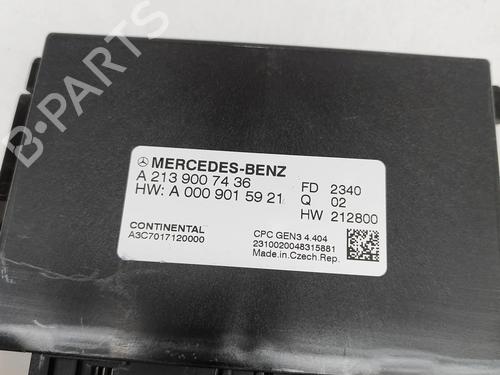 B-PARTS
MERCEDES-BENZ
A 213 900 74 36
HW: A 000 901 59 21
FD 2340
Q 02
HW 212800
CONTINENTAL
A3C7017120000
CPC GEN3 4.404
2310020048315881
Made.in.Czech.Rep.